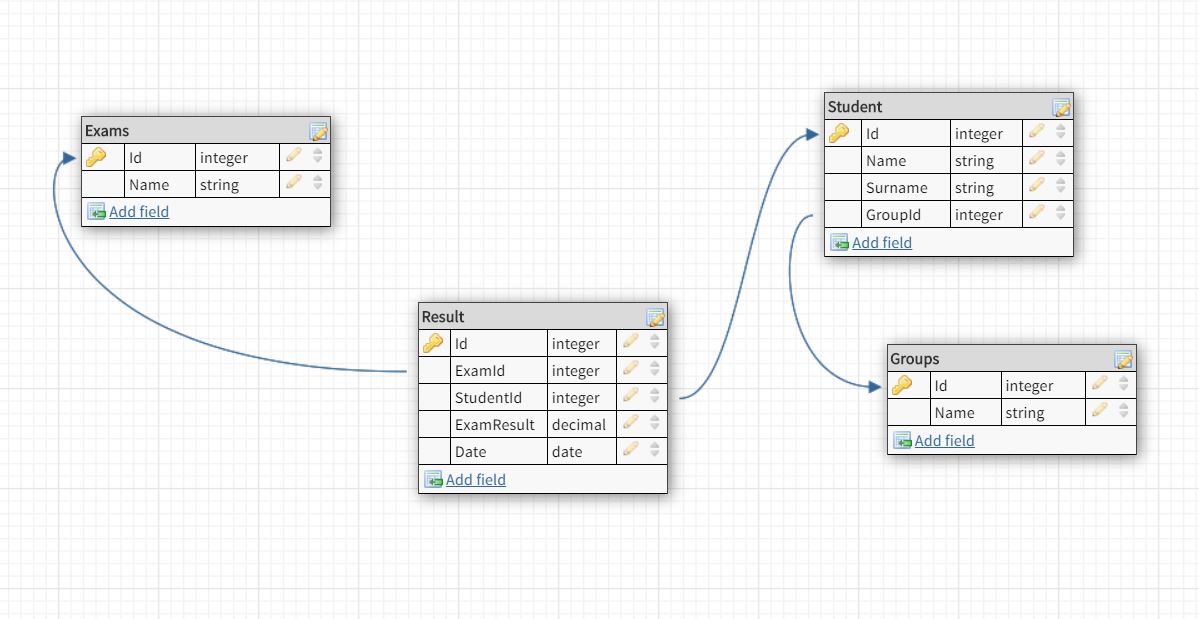 Exams
Id integer
Name string
Add field
Student
Id integer
Name string
Surname string
GroupId integer
Add field
Result
Id integer
ExamId integer
StudentId integer
ExamResult decimal
Date date
Add field
Groups
Id integer
Name string
Add field